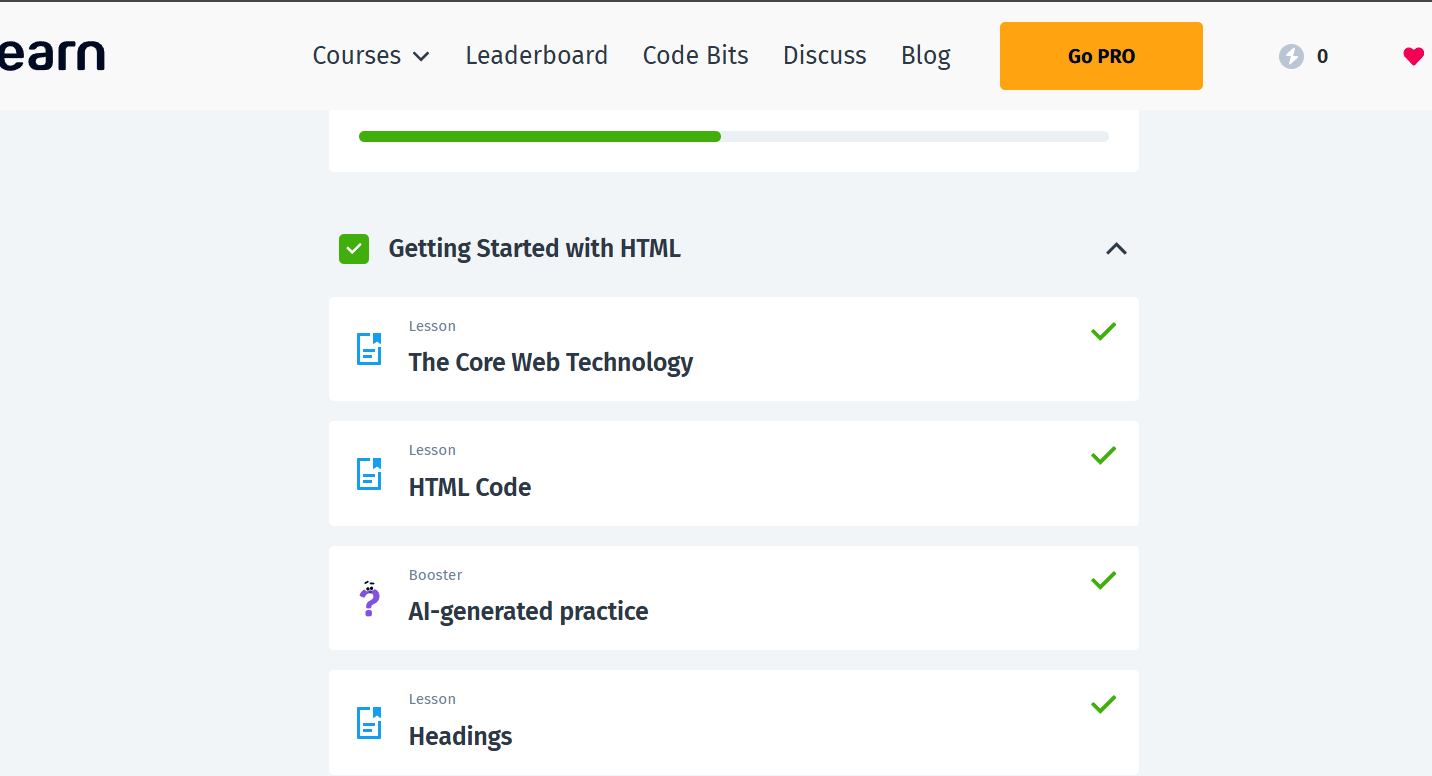 earn
Courses Leaderboard Code Bits Discuss Blog Go PRO 0
Getting Started with HTML
Lesson
The Core Web Technology
Lesson
HTML Code
Booster
AI-generated practice
Lesson
Headings